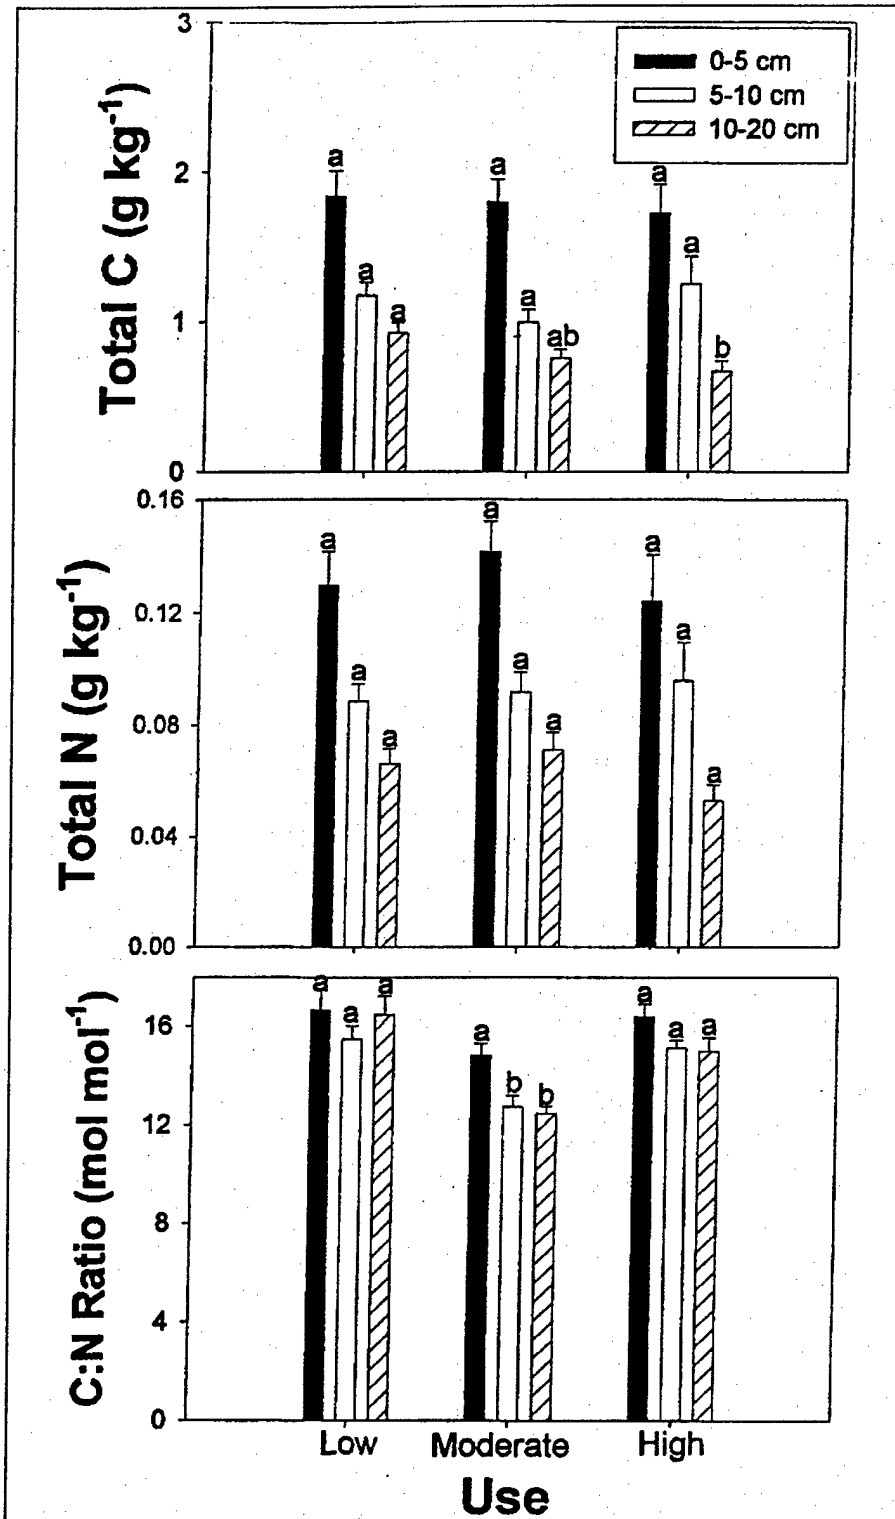 3
0-5 cm
5-10 cm
10-20 cm
Total C (g kg⁻¹)
2
1
0
a
a
a
a
a
ab
a
a
b
0.16
Total N (g kg⁻¹)
0.12
0.08
0.04
0.00
a
a
a
a
a
a
a
a
a
C:N Ratio (mol mol⁻¹)
16
12
8
4
0
a
a
a
a
b
b
a
a
a
Low Moderate High
Use